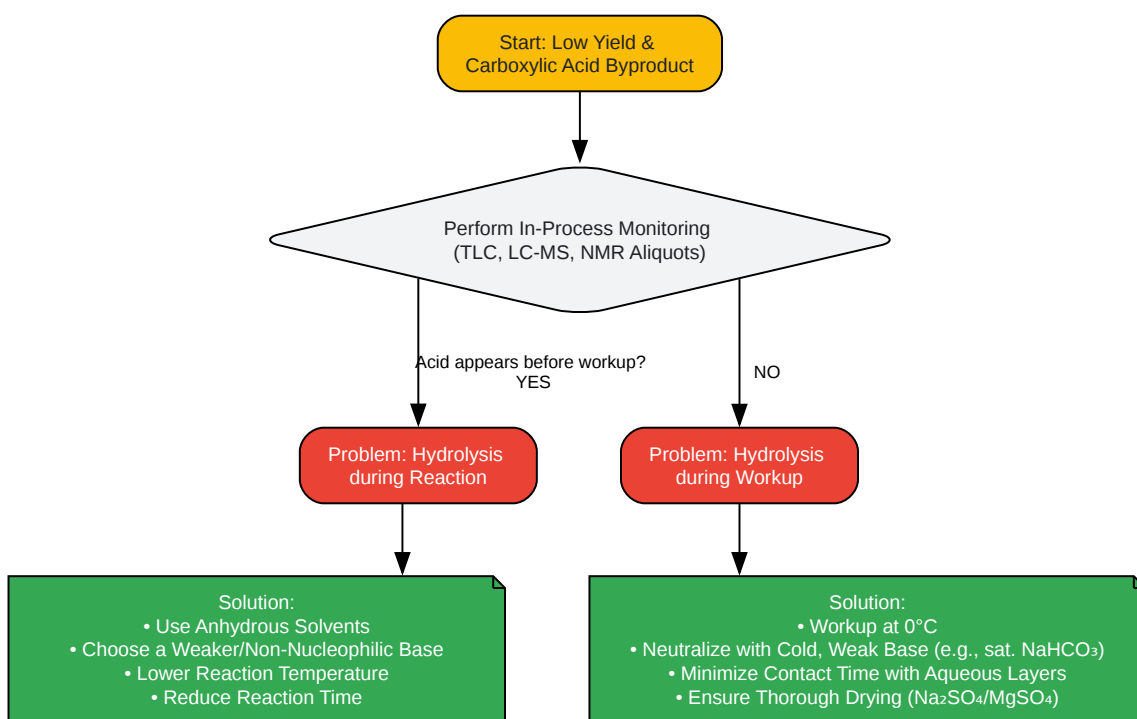 Start: Low Yield &
Carboxylic Acid Byproduct
Perform In-Process Monitoring
(TLC, LC-MS, NMR Aliquots)
Acid appears before workup?
YES
NO
Problem: Hydrolysis
during Reaction
Problem: Hydrolysis
during Workup
Solution:
• Use Anhydrous Solvents
• Choose a Weaker/Non-Nucleophilic Base
• Lower Reaction Temperature
• Reduce Reaction Time
Solution:
• Workup at 0°C
• Neutralize with Cold, Weak Base (e.g., sat. NaHCO₃)
• Minimize Contact Time with Aqueous Layers
• Ensure Thorough Drying (Na₂SO₄/MgSO₄)